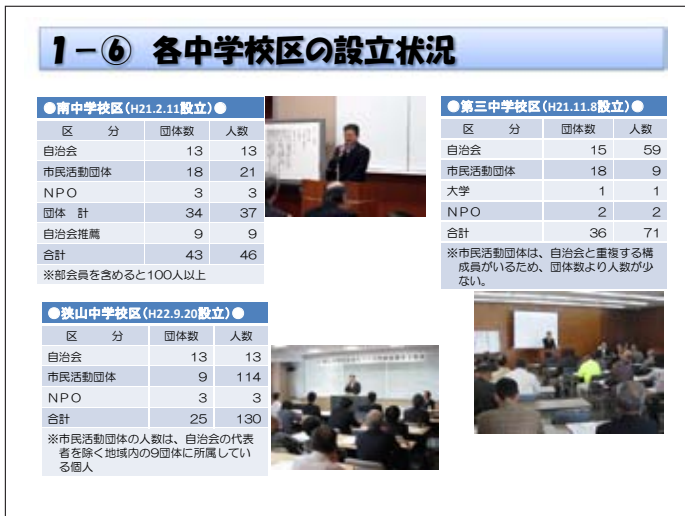 1-⑥ 各中学校区の設立状況
●南中学校区(H21.2.11設立)●
区 分 団体数 人数
自治会 13 13
市民活動団体 18 21
NPO 3 3
団体 計 34 37
自治会推薦 9 9
合計 43 46
※部会員を含めると100人以上
●第三中学校区(H21.11.8設立)●
区 分 団体数 人数
自治会 15 59
市民活動団体 18 9
大学 1 1
NPO 2 2
合計 36 71
※市民活動団体は、自治会と重複する構
成員がいるため、団体数より人数が少
ない。
●狭山中学校区(H22.9.20設立)●
区 分 団体数 人数
自治会 13 13
市民活動団体 9 114
NPO 3 3
合計 25 130
※市民活動団体の人数は、自治会の代表
者を除く地域内の9団体に所属してい
る個人